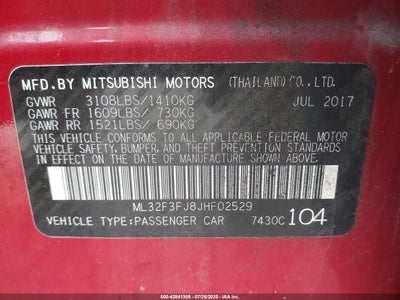 MFD.BY MITSUBISHI MOTORS (THAILAND) CO., LTD.
GVWR 3108LBS/1410KG JUL 2017
GAWR FR 1609LBS/ 730KG
GAWR RR 1521LBS/ 690KG
THIS VEHICLE CONFORMS TO ALL APPLICABLE FEDERAL MOTOR
VEHICLE SAFETY, BUMPER, AND THEFT PREVENTION STANDARDS
IN EFFECT ON THE DATE OF MANUFACTURE SHOWN ABOVE.
ML32F3FJ8JHF02529
VEHICLE TYPE:PASSENGER CAR 7430C 104
000-42841305 - 07/29/2025 - IAAI.COM